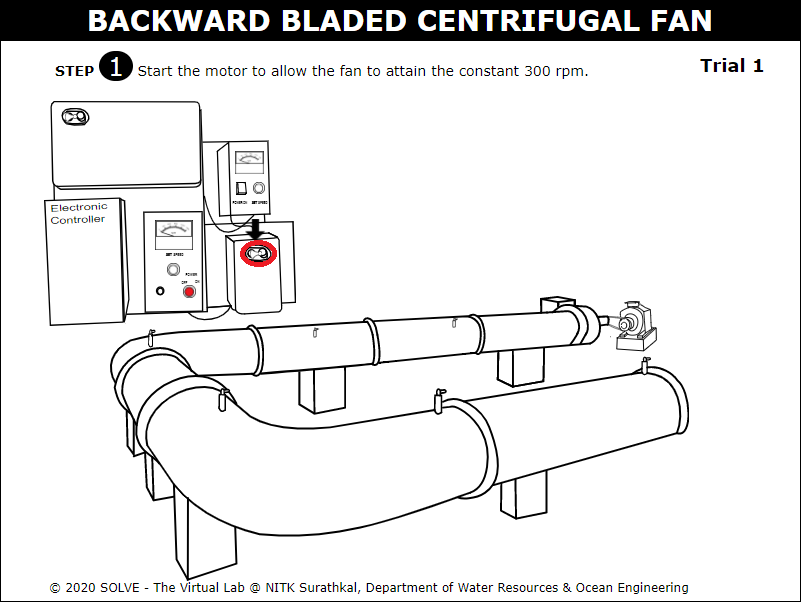 BACKWARD BLADED CENTRIFUGAL FAN
STEP 1 Start the motor to allow the fan to attain the constant 300 rpm.
Trial 1
POWER ON SET SPEED
Electronic
Controller
SET SPEED
POWER
OFF ON
© 2020 SOLVE - The Virtual Lab @ NITK Surathkal, Department of Water Resources & Ocean Engineering